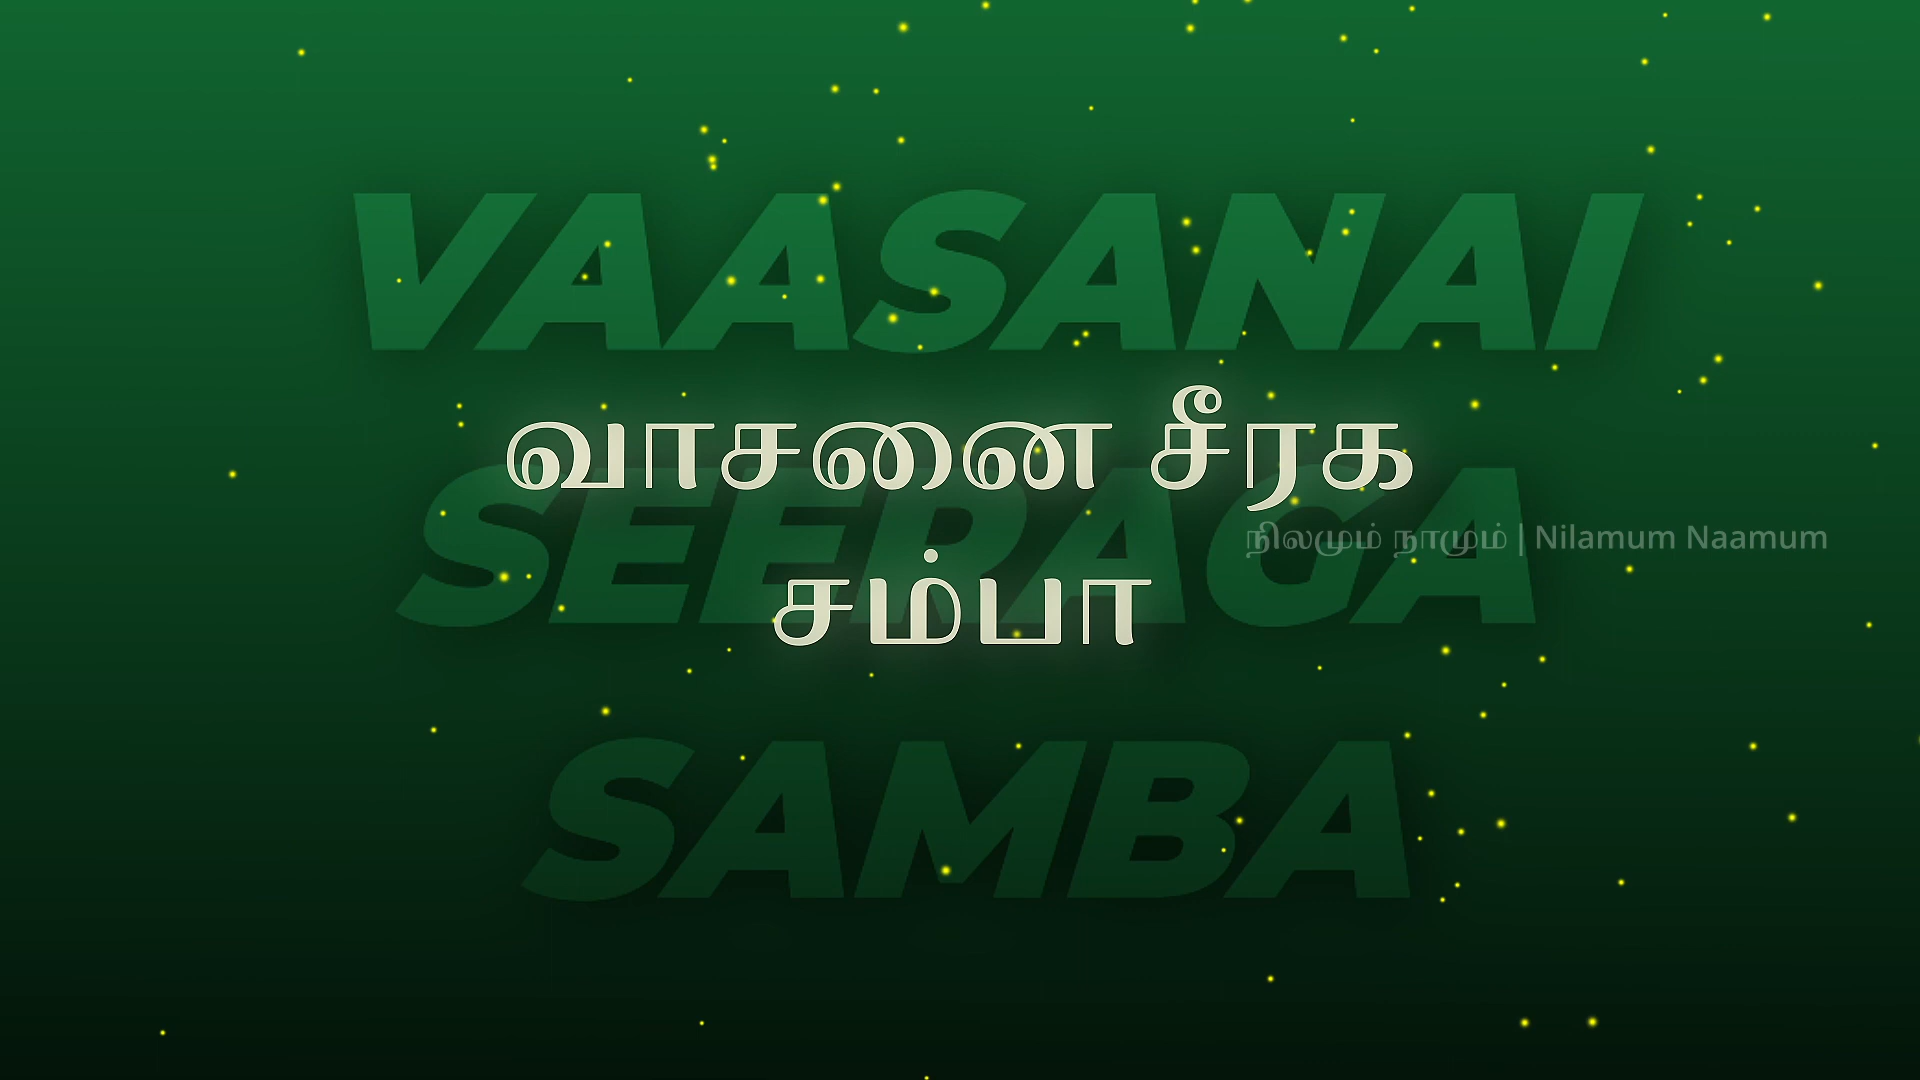 VAASANAI
வாசனை சீரக
SEERAGA
நிலமும் நாமும் | Nilamum Naamum
சம்பா
SAMBA